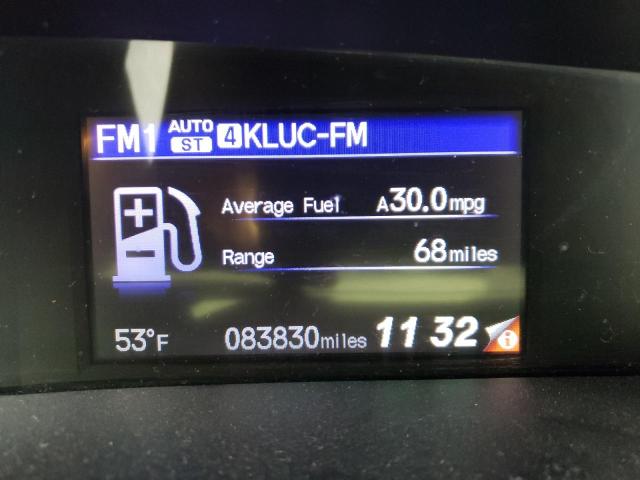 FM1 AUTO ST 4 KLUC-FM
Average Fuel A30.0mpg
Range 68miles
53°F 083830miles 11 32 i